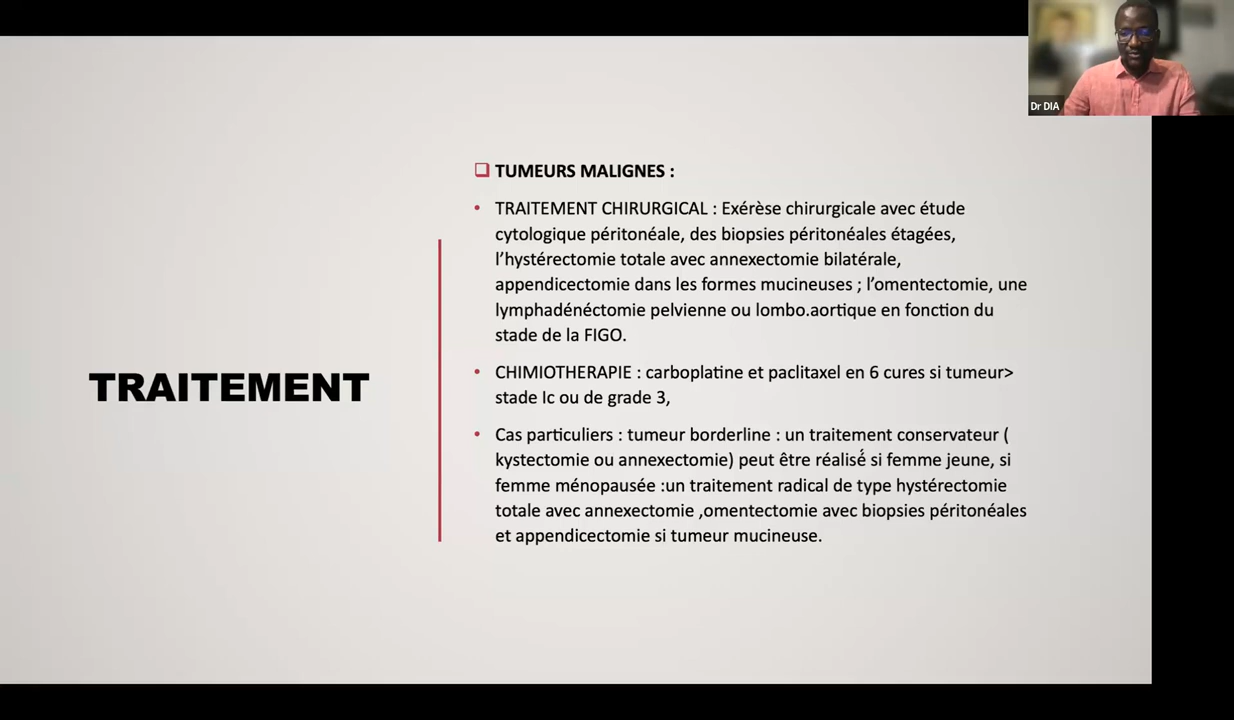 Dr DIA
TRAITEMENT
❑ TUMEURS MALIGNES :
• TRAITEMENT CHIRURGICAL : Exérèse chirurgicale avec étude
cytologique péritonéale, des biopsies péritonéales étagées,
l’hystérectomie totale avec annexectomie bilatérale,
appendicectomie dans les formes mucineuses ; l’omentectomie, une
lymphadénéctomie pelvienne ou lombo.aortique en fonction du
stade de la FIGO.
• CHIMIOTHERAPIE : carboplatine et paclitaxel en 6 cures si tumeur>
stade Ic ou de grade 3,
• Cas particuliers : tumeur borderline : un traitement conservateur (
kystectomie ou annexectomie) peut être réalisé́ si femme jeune, si
femme ménopausée :un traitement radical de type hystérectomie
totale avec annexectomie ,omentectomie avec biopsies péritonéales
et appendicectomie si tumeur mucineuse.